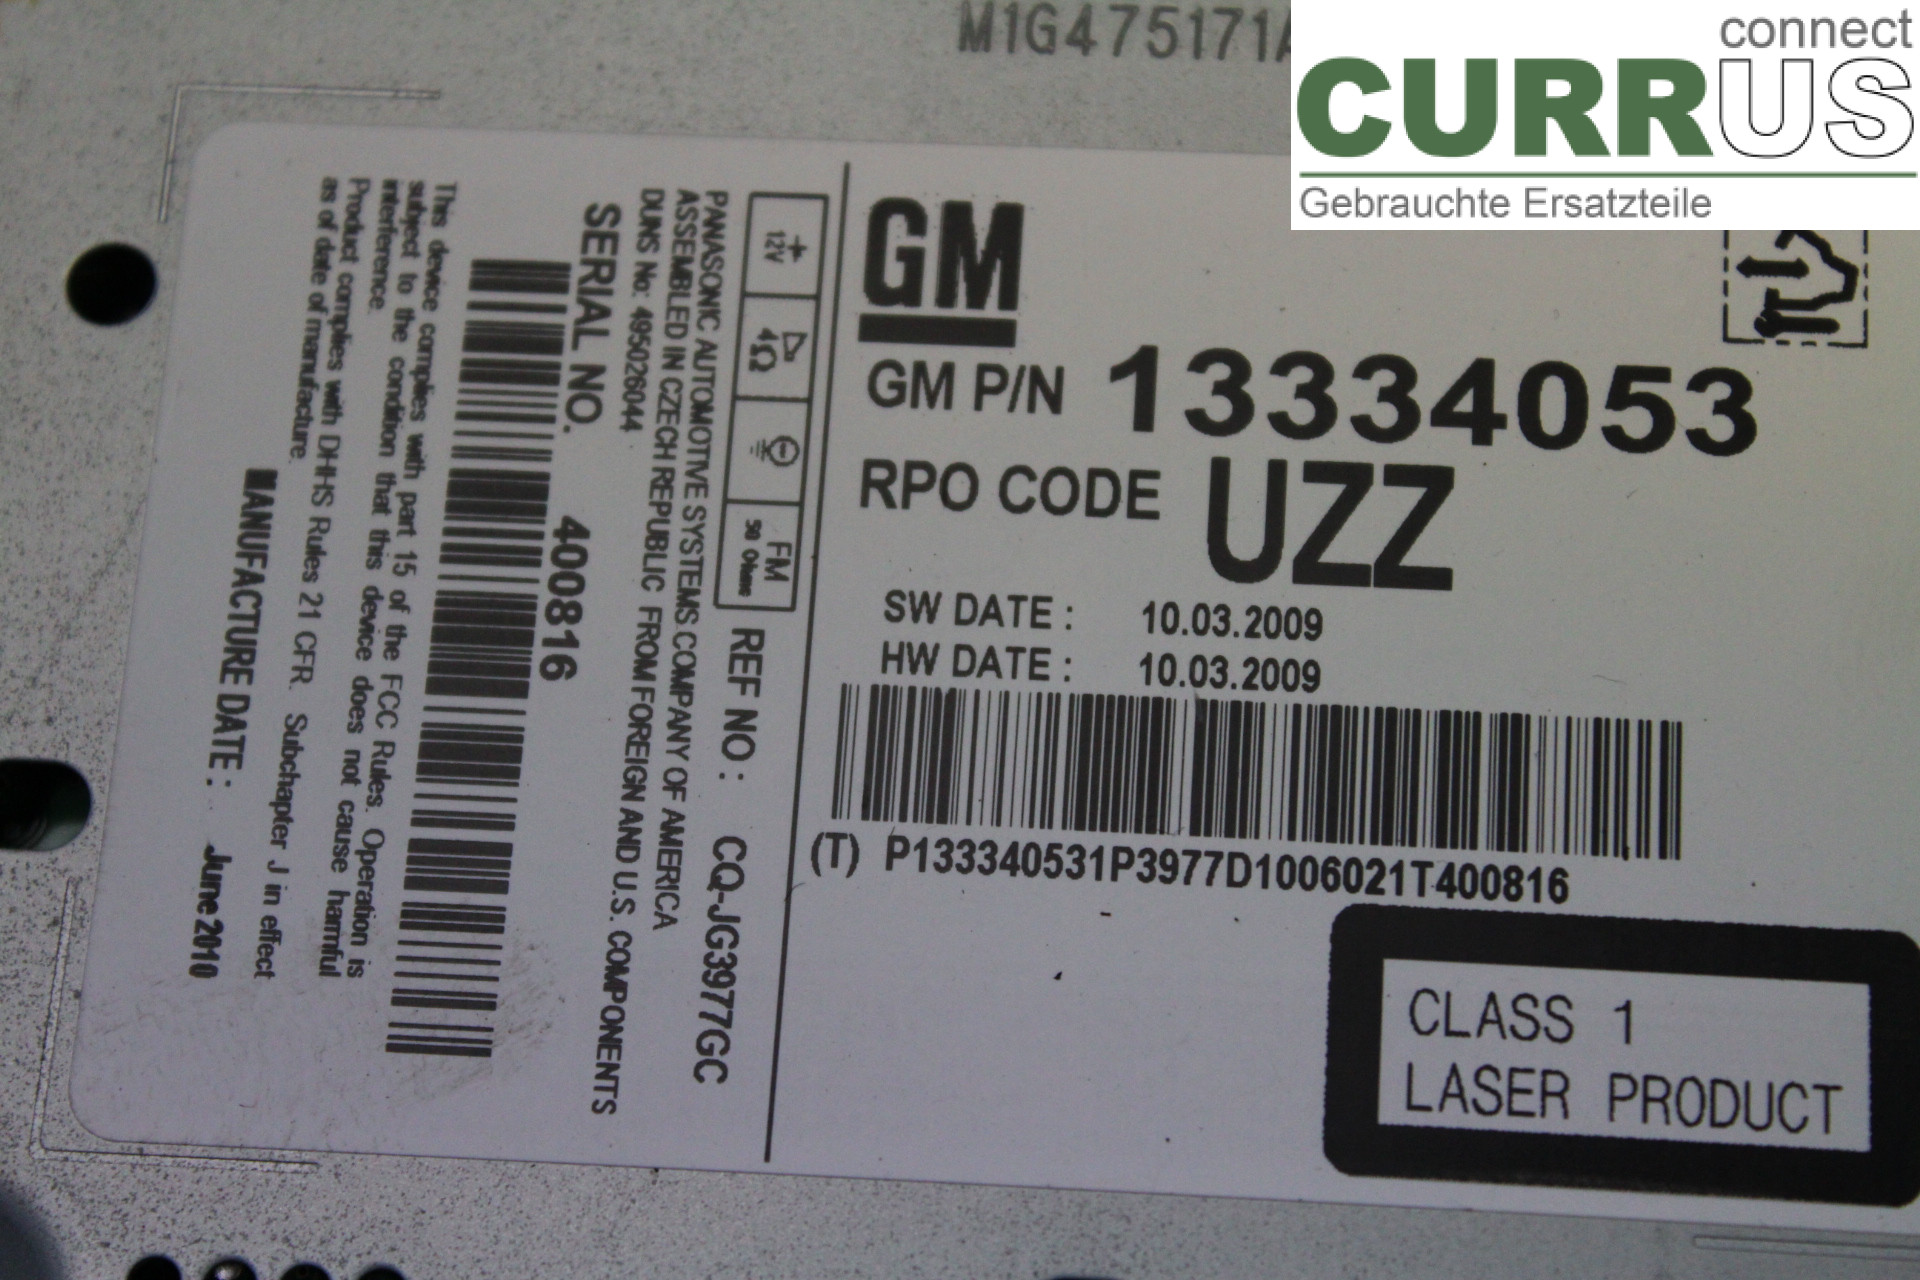 M1G475171
connect
CURRUS
Gebrauchte Ersatzteile
GM
GM P/N 13334053
RPO CODE UZZ
SW DATE : 10.03.2009
HW DATE : 10.03.2009
(T) P133340531P3977D1006021T400816
CLASS 1
LASER PRODUCT
+ 12V
4Ω
FM 50 Ohms
REF NO : CQ-JG3977GC
PANASONIC AUTOMOTIVE SYSTEMS COMPANY OF AMERICA
ASSEMBLED IN CZECH REPUBLIC FROM FOREIGN AND U.S. COMPONENTS
DUNS No: 495026044
SERIAL NO. 400816
This device complies with part 15 of the FCC Rules. Operation is
subject to the condition that this device does not cause harmful
interference.
Product complies with DHHS Rules 21 CFR. Subchapter J in effect
as of date of manufacture.
MANUFACTURE DATE : June 2010